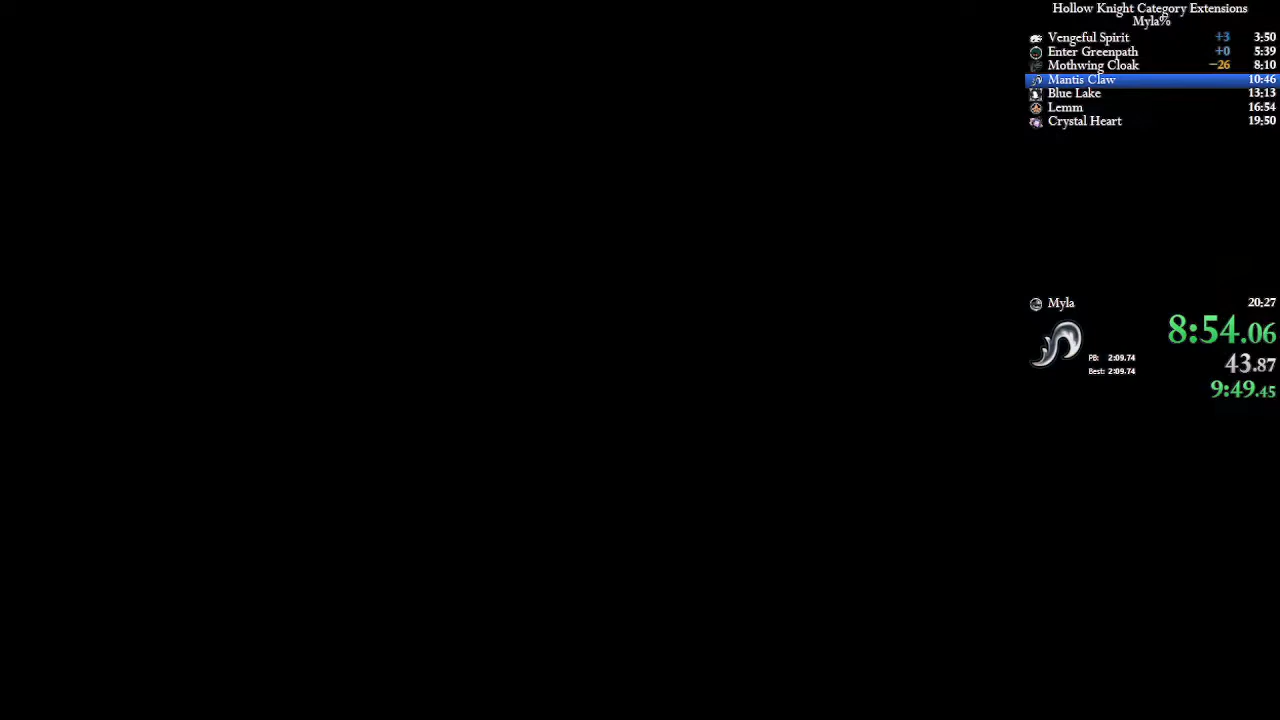 Hollow Knight Category Extensions
Myla%
Vengeful Spirit +3 3:50
Enter Greenpath +0 5:39
Mothwing Cloak −26 8:10
Mantis Claw 10:46
Blue Lake 13:13
Lemm 16:54
Crystal Heart 19:50
Myla 20:27
8:54.06
PB: 2:09.74
43.87
Best: 2:09.74
9:49.45